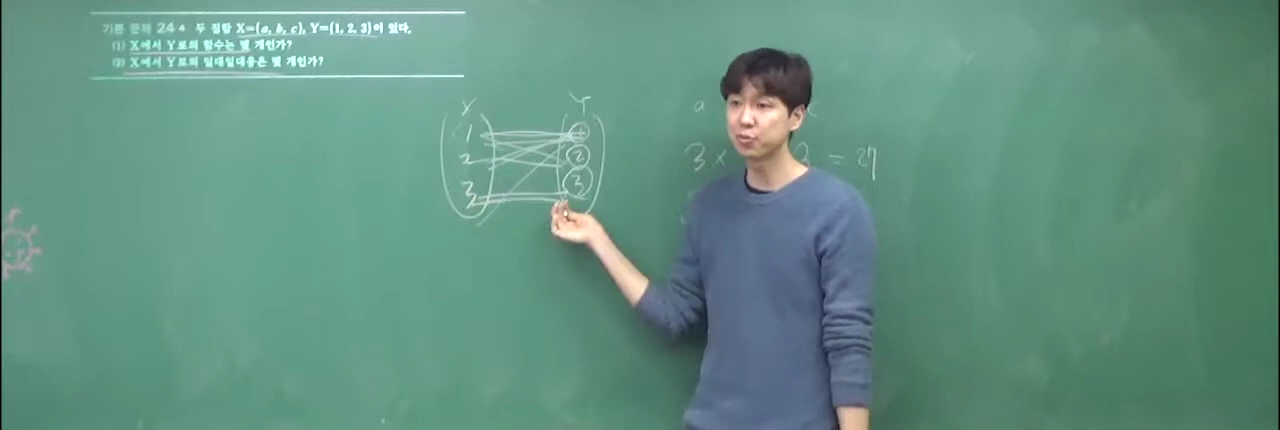 기본 문제 24. 두 집합 X={a, b, c}, Y={1, 2, 3}이 있다.
(1) X에서 Y로의 함수는 몇 개인가?
(2) X에서 Y로의 일대일대응은 몇 개인가?
X Y
1 1
2 2
3 3
a c
3 × 3 = 27